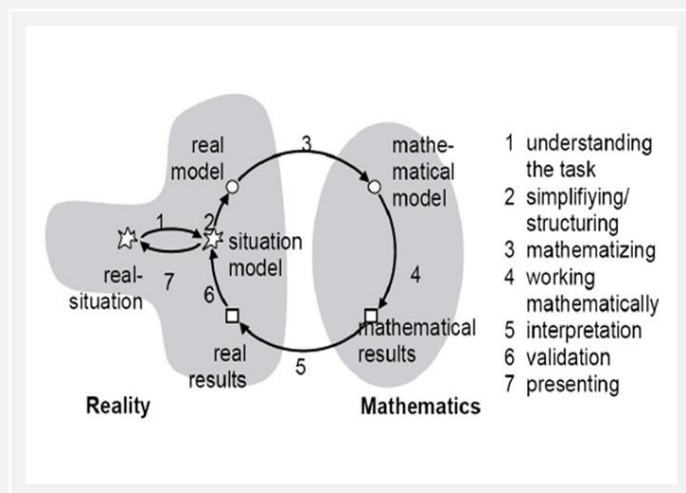 real
model
3
mathe-
matical
model
1
2
situation
model
real-
situation
7
6
4
mathematical
results
real
results
5
Reality
Mathematics
1 understanding
the task
2 simplifiying/
structuring
3 mathematizing
4 working
mathematically
5 interpretation
6 validation
7 presenting